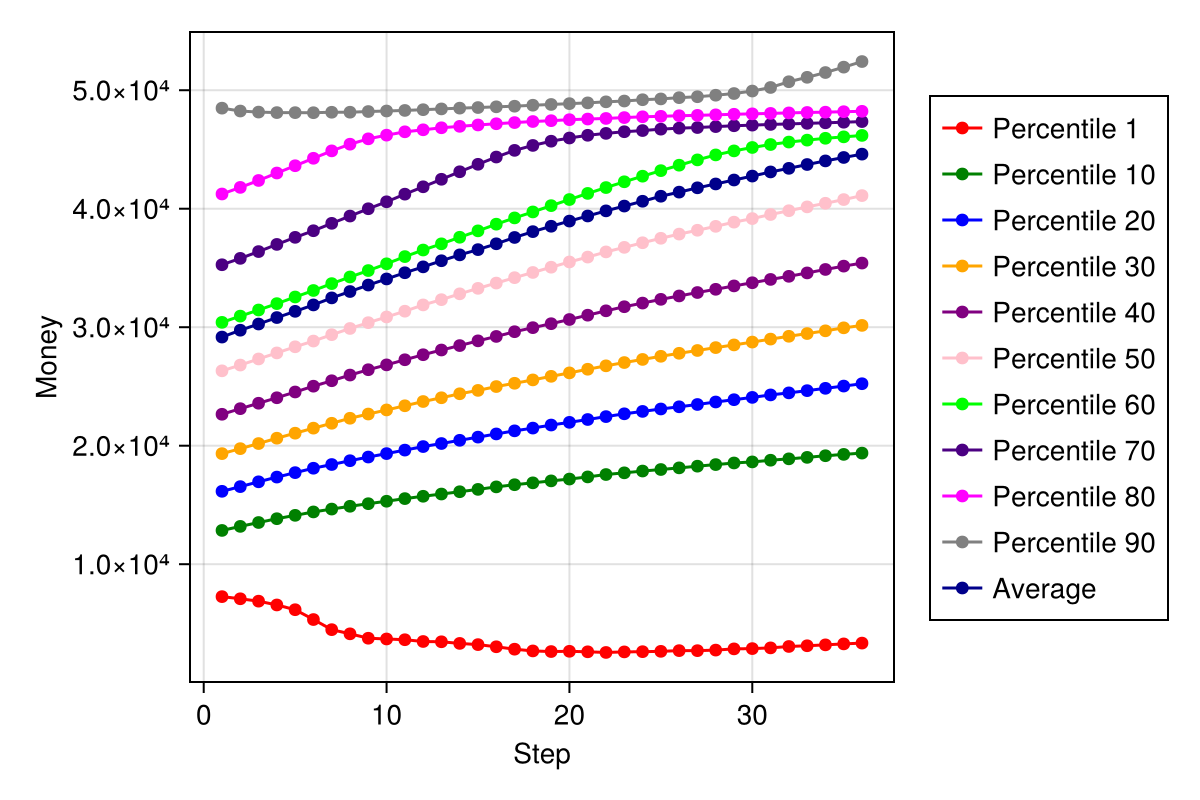 5.0×10⁴
4.0×10⁴
3.0×10⁴
2.0×10⁴
1.0×10⁴
Money
0 10 20 30
Step
Percentile 1
Percentile 10
Percentile 20
Percentile 30
Percentile 40
Percentile 50
Percentile 60
Percentile 70
Percentile 80
Percentile 90
Average